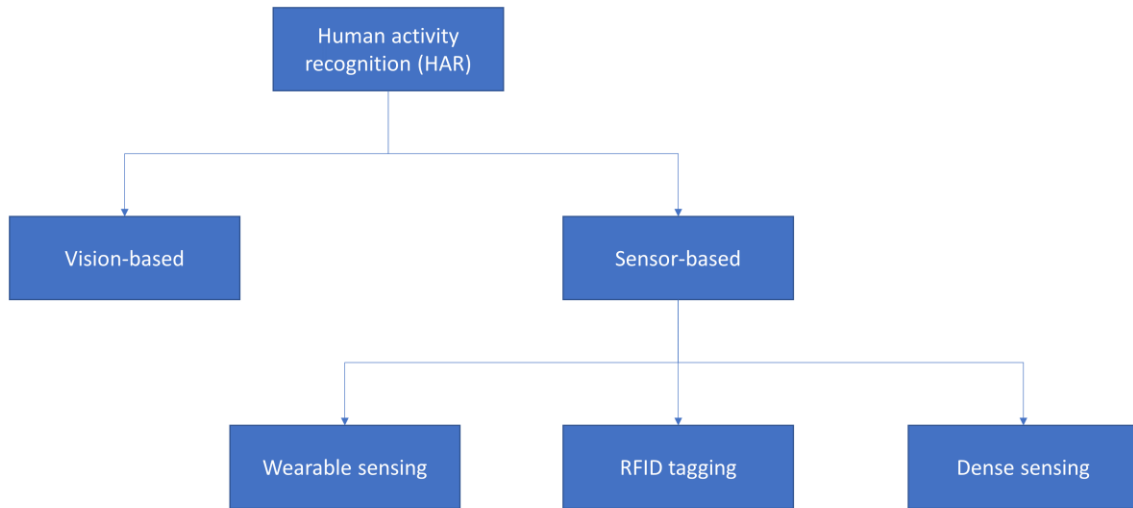 Human activity
recognition (HAR)
Vision-based
Sensor-based
Wearable sensing
RFID tagging
Dense sensing